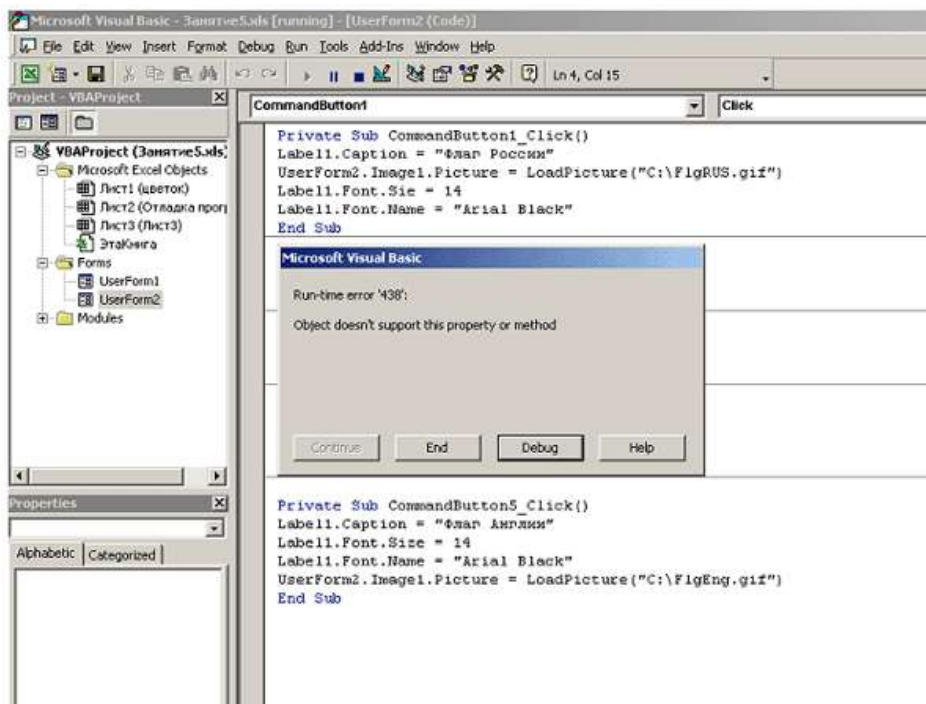 Microsoft Visual Basic - Занятие5.xls [running] - [UserForm2 (Code)]
File Edit View Insert Format Debug Run Tools Add-Ins Window Help
Ln 4, Col 15
Project - VBAProject
CommandButton1
Click
VBAProject (Занятие5.xls)
Microsoft Excel Objects
Лист1 (цветок)
Лист2 (Отладка прог
Лист3 (Лист3)
ЭтаКнига
Forms
UserForm1
UserForm2
Modules
Private Sub CommandButton1_Click()
Label1.Caption = "Флаг России"
UserForm2.Image1.Picture = LoadPicture("C:\FlgRUS.gif")
Label1.Font.Sie = 14
Label1.Font.Name = "Arial Black"
End Sub
Microsoft Visual Basic
Run-time error '438':
Object doesn't support this property or method
Continue
End
Debug
Help
Properties
Alphabetic
Categorized
Private Sub CommandButton5_Click()
Label1.Caption = "Флаг Англии"
Label1.Font.Size = 14
Label1.Font.Name = "Arial Black"
UserForm2.Image1.Picture = LoadPicture("C:\FlgEng.gif")
End Sub